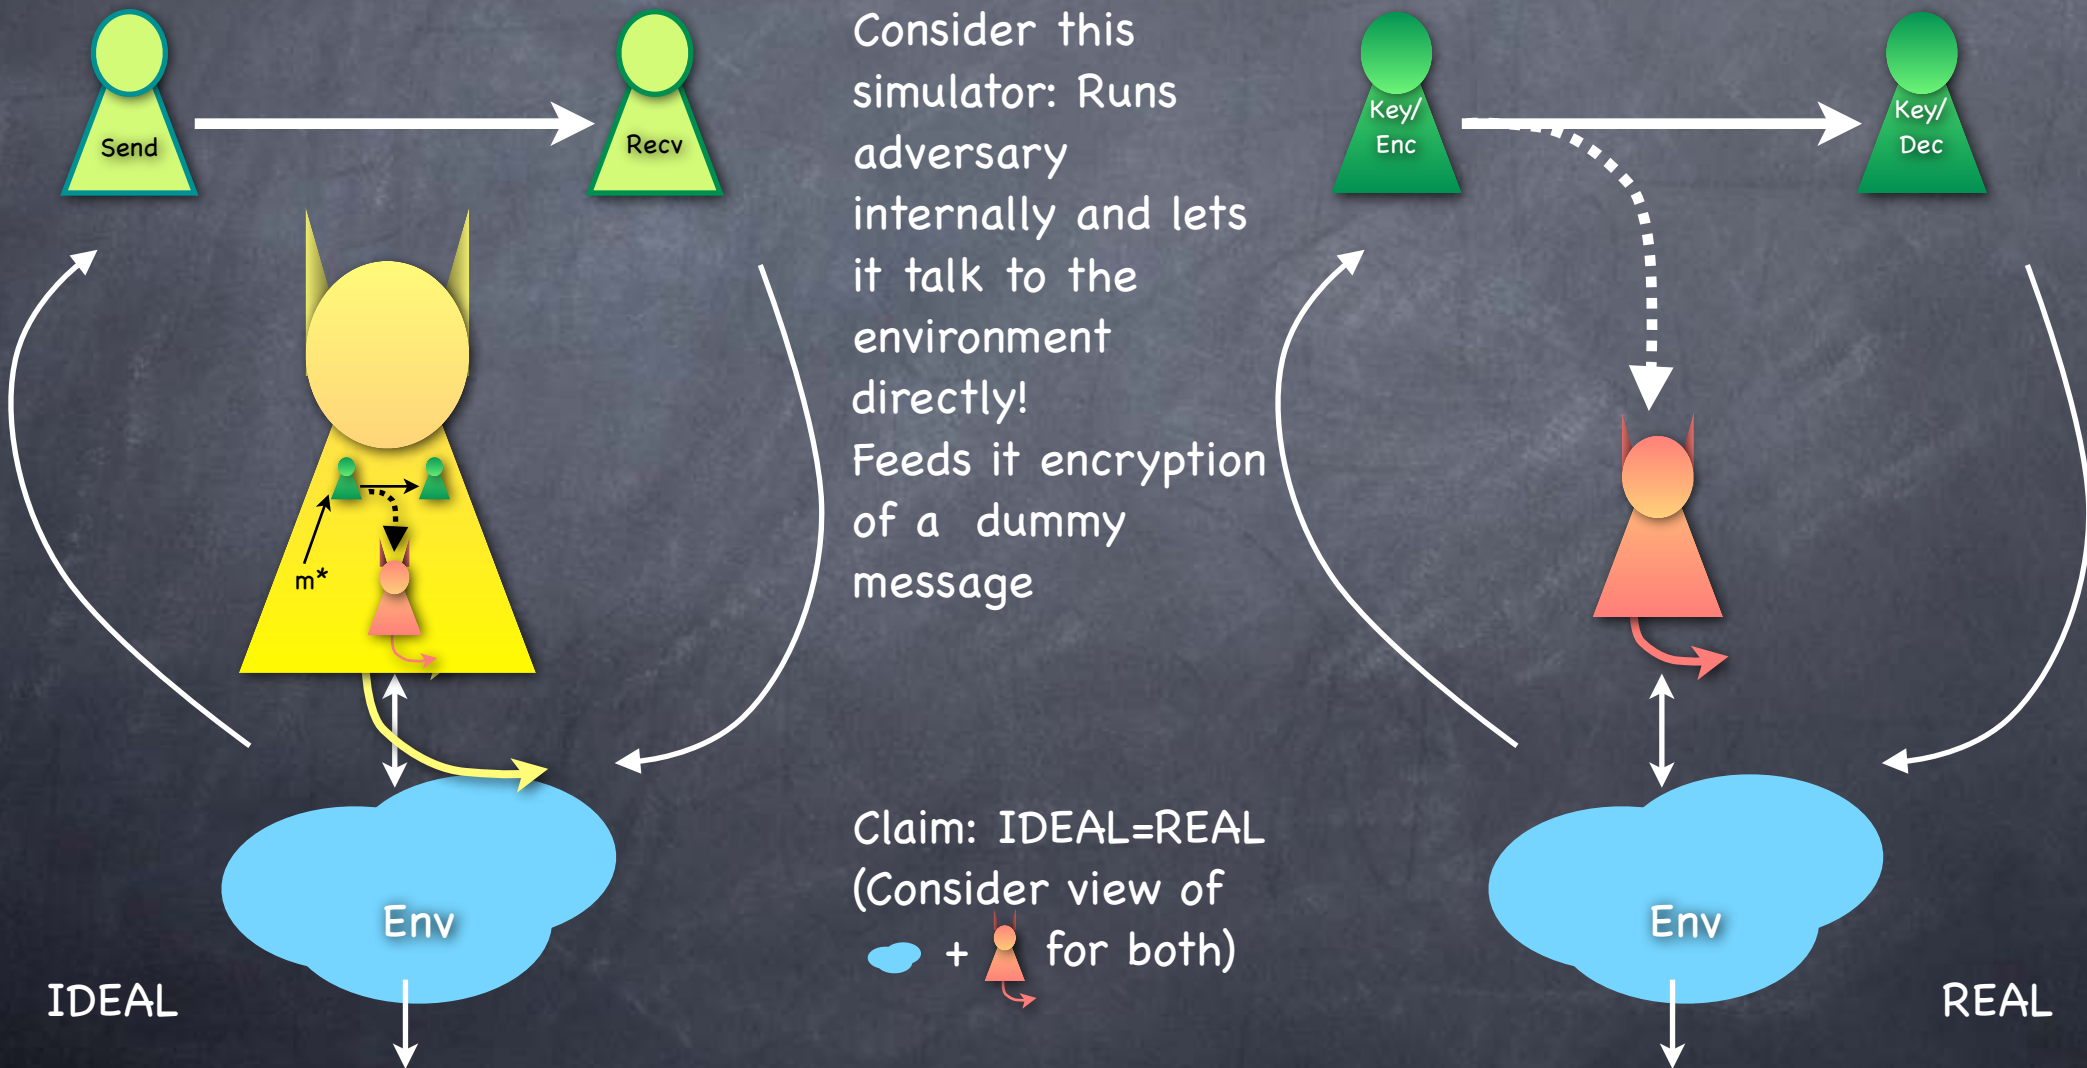 Send
Recv
Consider this
simulator: Runs
adversary
internally and lets
it talk to the
environment
directly!
Feeds it encryption
of a dummy
message
Key/
Enc
Key/
Dec
m*
Claim: IDEAL=REAL
(Consider view of
+ for both)
Env
Env
IDEAL
REAL